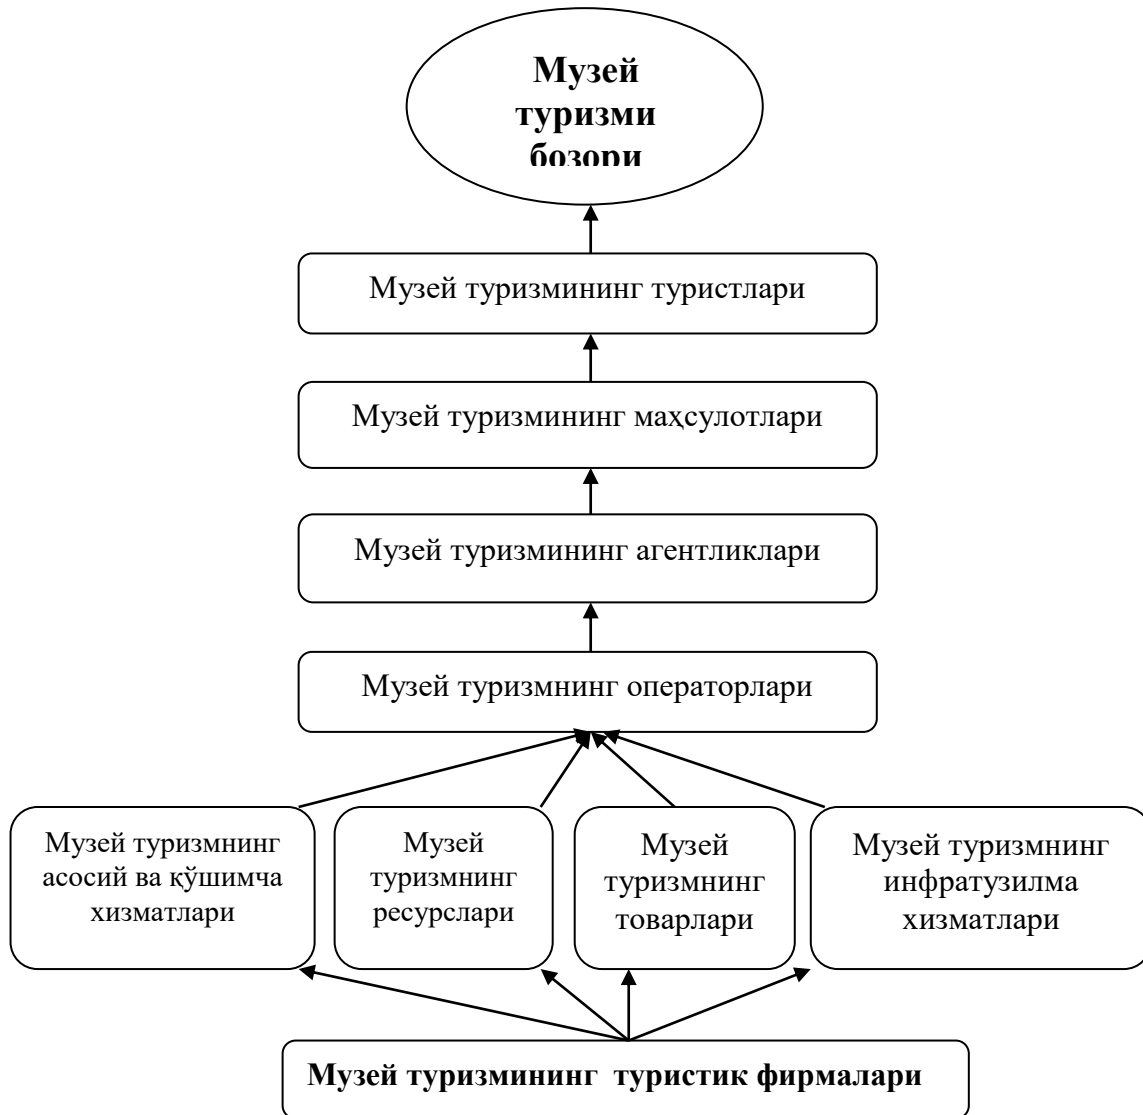 Музей
туризми
бозори
Музей туризмининг туристлари
Музей туризмининг маҳсулотлари
Музей туризмининг агентликлари
Музей туризмнинг операторлари
Музей туризмнинг
асосий ва қўшимча
хизматлари
Музей
туризмнинг
ресурслари
Музей
туризмнинг
товарлари
Музей туризмнинг
инфратузилма
хизматлари
Музей туризмининг туристик фирмалари